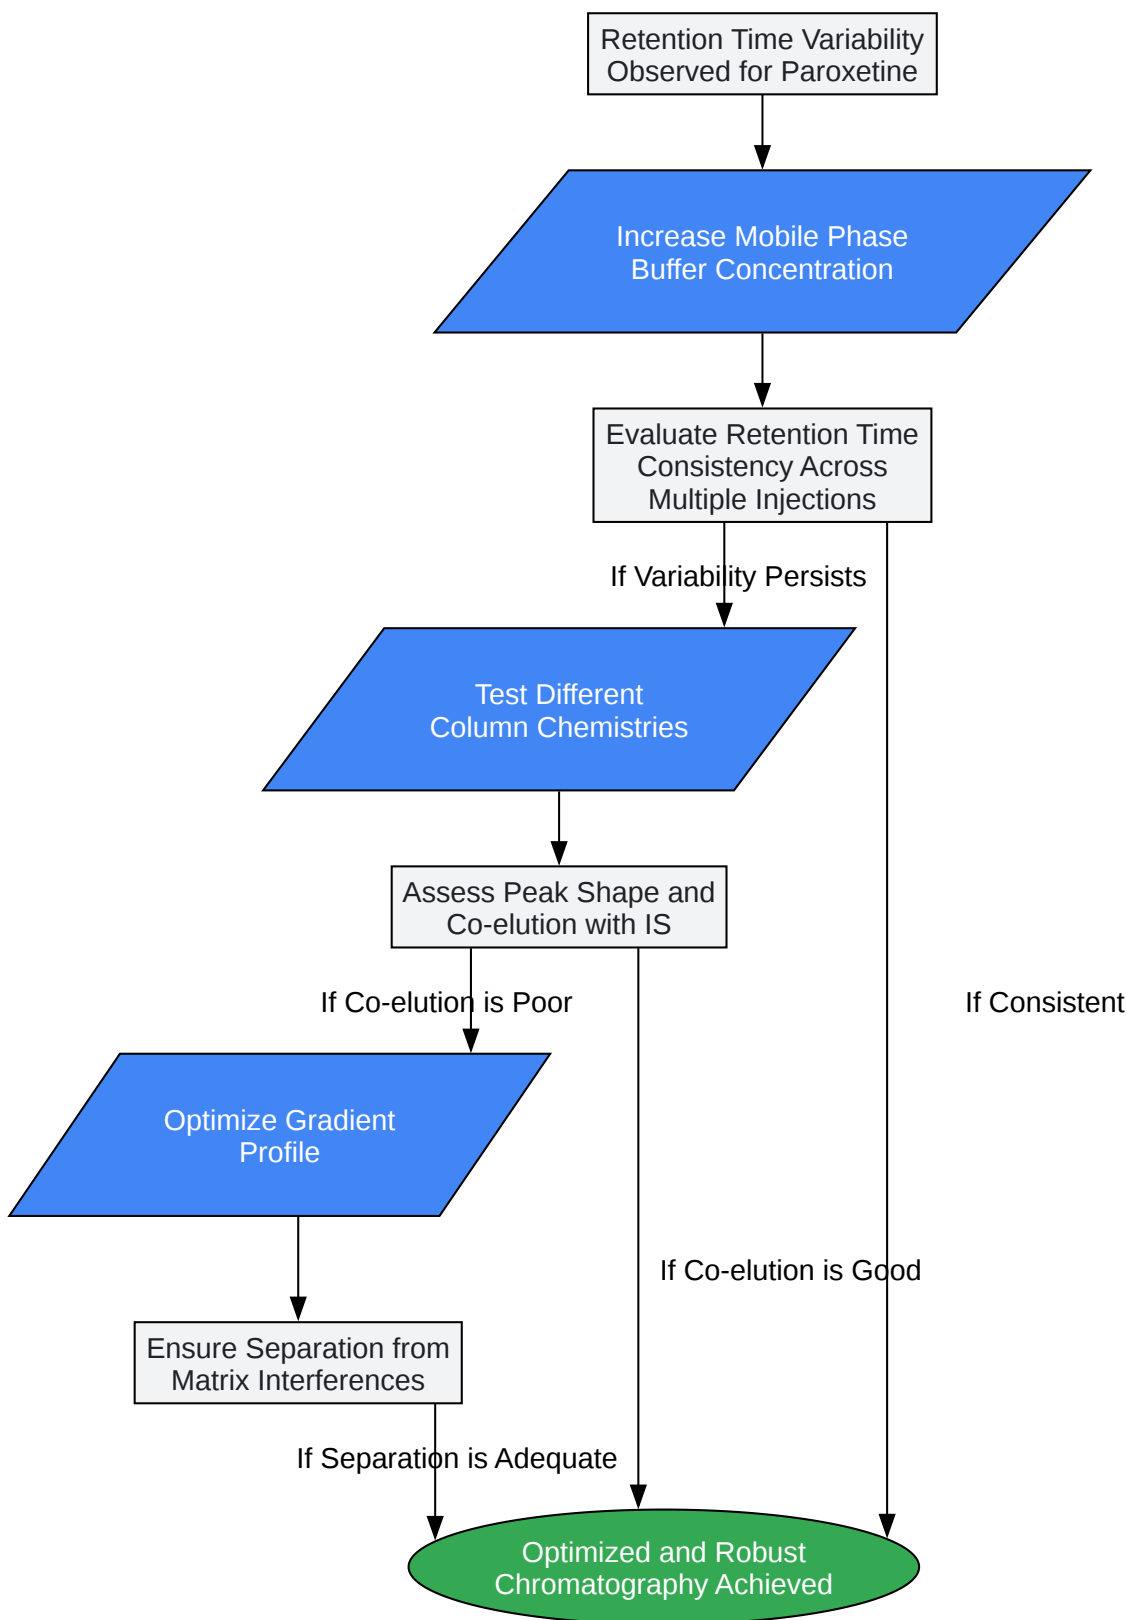 Retention Time Variability
Observed for Paroxetine
Increase Mobile Phase
Buffer Concentration
Evaluate Retention Time
Consistency Across
Multiple Injections
If Variability Persists
Test Different
Column Chemistries
Assess Peak Shape and
Co-elution with IS
If Co-elution is Poor
If Consistent
Optimize Gradient
Profile
If Co-elution is Good
Ensure Separation from
Matrix Interferences
If Separation is Adequate
Optimized and Robust
Chromatography Achieved